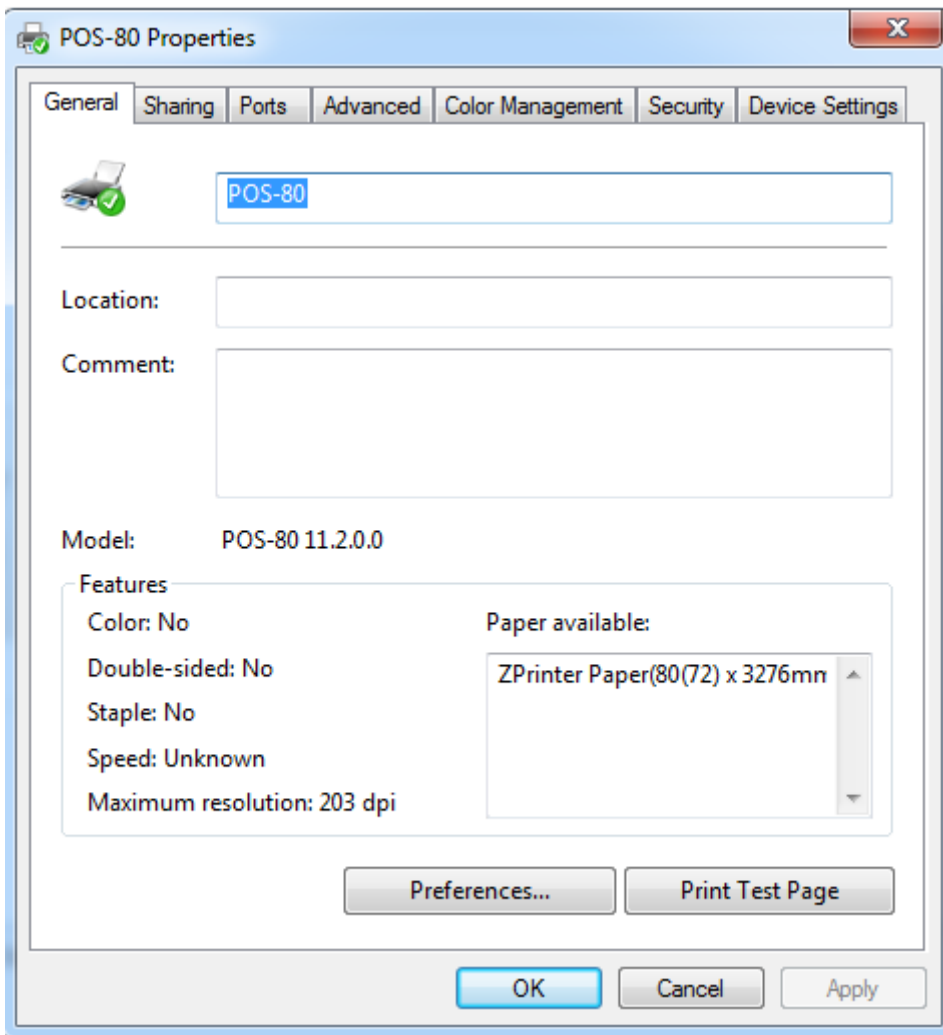 POS-80 Properties
General Sharing Ports Advanced Color Management Security Device Settings
POS-80
Location:
Comment:
Model: POS-80 11.2.0.0
Features
Color: No
Paper available:
Double-sided: No
ZPrinter Paper(80(72) x 3276mm
Staple: No
Speed: Unknown
Maximum resolution: 203 dpi
Preferences... Print Test Page
OK Cancel Apply